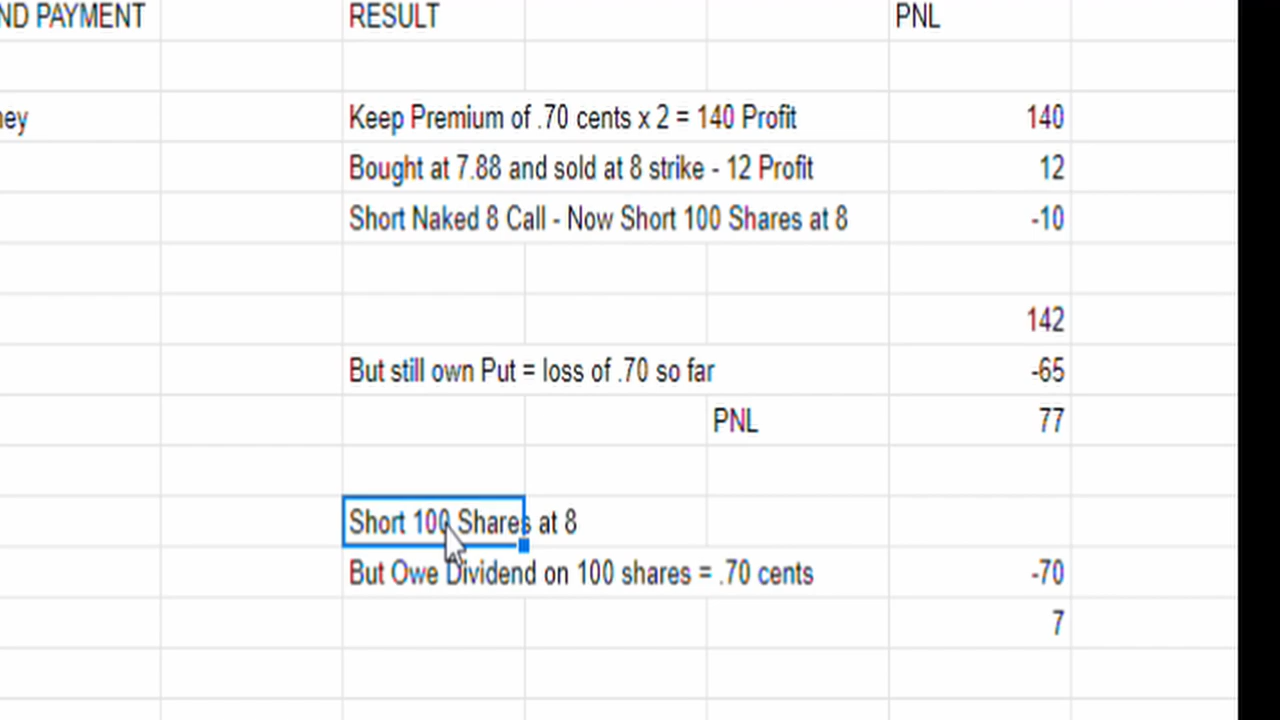 ND PAYMENT RESULT PNL
ey Keep Premium of .70 cents x 2 = 140 Profit 140
Bought at 7.88 and sold at 8 strike - 12 Profit 12
Short Naked 8 Call - Now Short 100 Shares at 8 -10
142
But still own Put = loss of .70 so far -65
PNL 77
Short 100 Shares at 8
But Owe Dividend on 100 shares = .70 cents -70
7